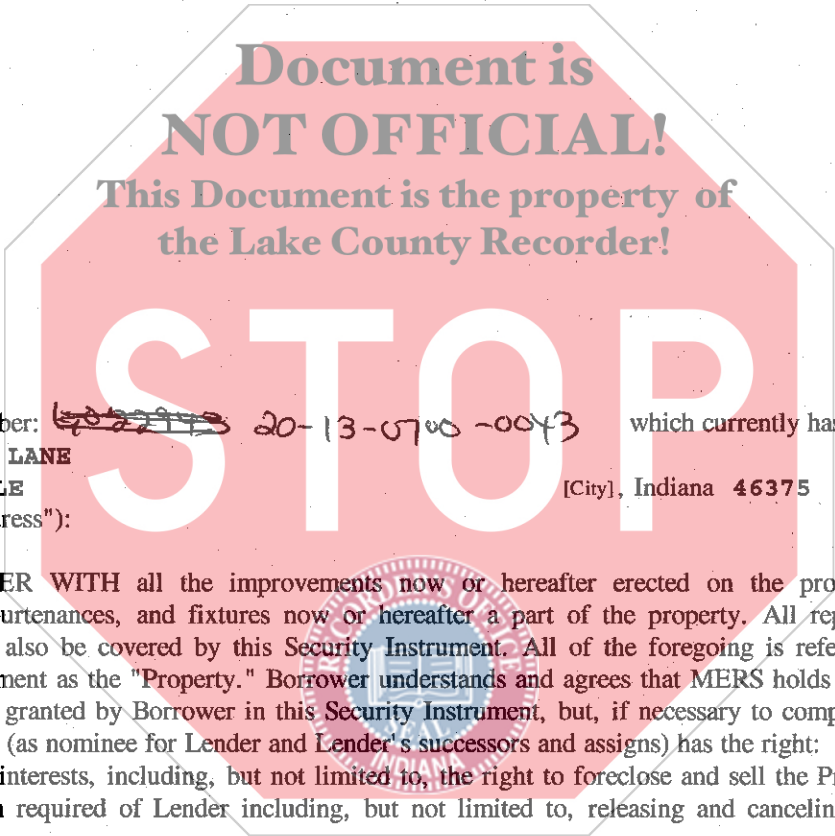 Document is
NOT OFFICIAL!
This Document is the property of
the Lake County Recorder!
STOP
ber: 20-13-0700-0043 which currently has
LANE
LE [City], Indiana 46375
ress"):
ER WITH all the improvements now or hereafter erected on the pro
urtenances, and fixtures now or hereafter a part of the property. All rep
also be covered by this Security Instrument. All of the foregoing is refe
ment as the "Property." Borrower understands and agrees that MERS holds
granted by Borrower in this Security Instrument, but, if necessary to comp
(as nominee for Lender and Lender's successors and assigns) has the right:
interests, including, but not limited to, the right to foreclose and sell the Pr
required of Lender including, but not limited to, releasing and cancelin
RECORDER'S OFFICE
SEAL
INDIANA